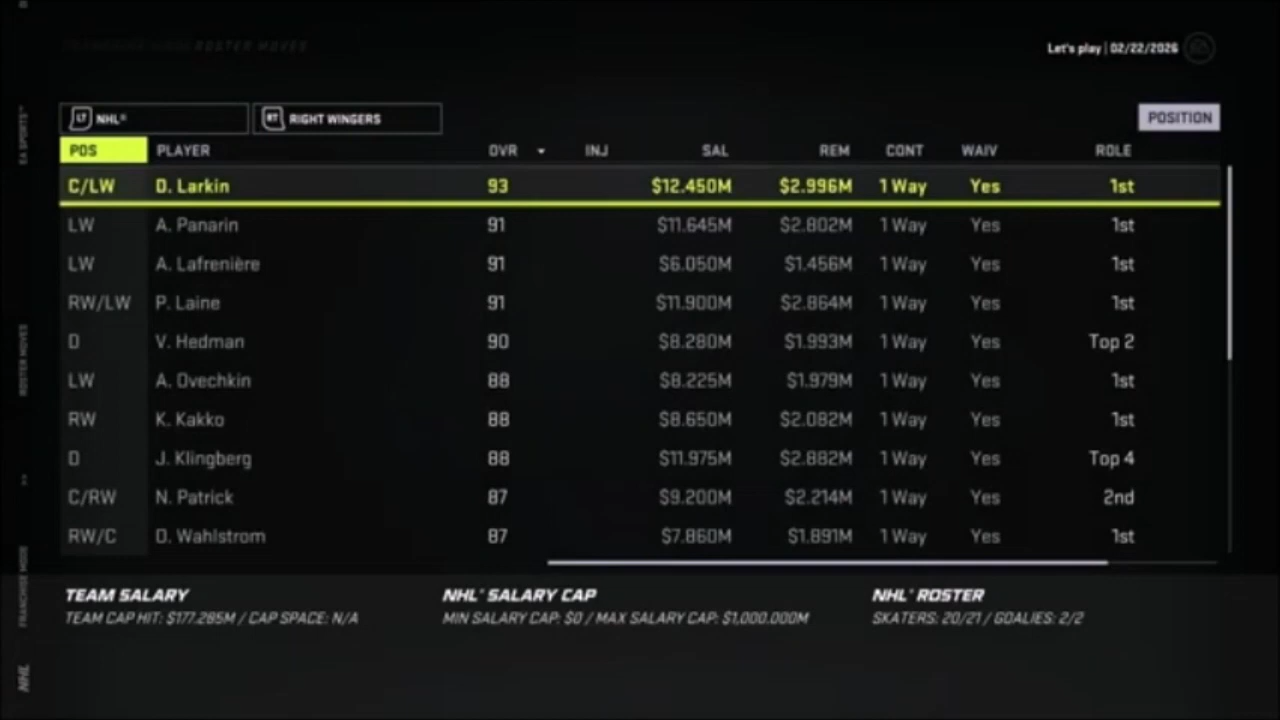 FRANCHISE MODE ROSTER MOVES
Let's play | 02/22/2026
LT NHL®
RT RIGHT WINGERS
POSITION
POS PLAYER OVR INJ SAL REM CONT WAIV ROLE
C/LW D. Larkin 93 $12.450M $2.996M 1 Way Yes 1st
LW A. Panarin 91 $11.645M $2.802M 1 Way Yes 1st
LW A. Lafrenière 91 $6.050M $1.456M 1 Way Yes 1st
RW/LW P. Laine 91 $11.900M $2.864M 1 Way Yes 1st
D V. Hedman 90 $8.280M $1.993M 1 Way Yes Top 2
LW A. Ovechkin 88 $8.225M $1.979M 1 Way Yes 1st
RW K. Kakko 88 $8.650M $2.082M 1 Way Yes 1st
D J. Klingberg 88 $11.975M $2.882M 1 Way Yes Top 4
C/RW N. Patrick 87 $9.200M $2.214M 1 Way Yes 2nd
RW/C O. Wahlstrom 87 $7.860M $1.891M 1 Way Yes 1st
TEAM SALARY
TEAM CAP HIT: $177.285M / CAP SPACE: N/A
NHL® SALARY CAP
MIN SALARY CAP: $0 / MAX SALARY CAP: $1,000.000M
NHL® ROSTER
SKATERS: 20/21 / GOALIES: 2/2
EA SPORTS™
ROSTER MOVES
FRANCHISE MODE
NHL